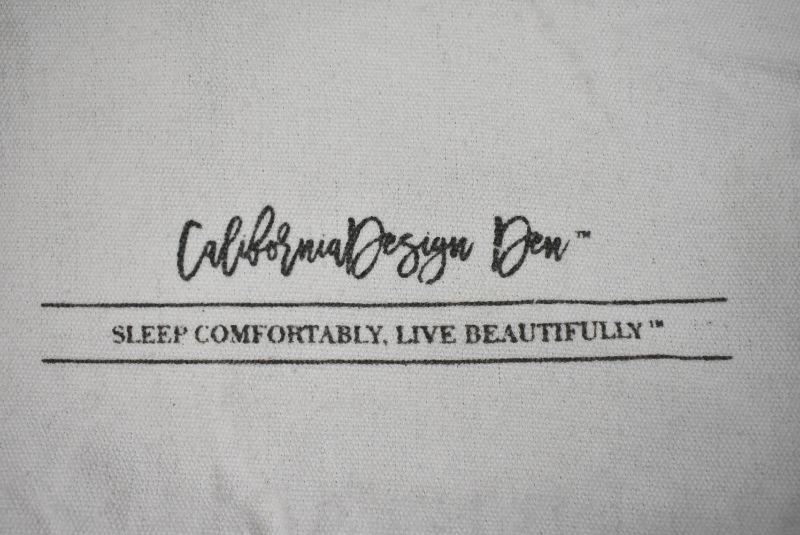 CaliforniaDesign Den™
SLEEP COMFORTABLY, LIVE BEAUTIFULLY™